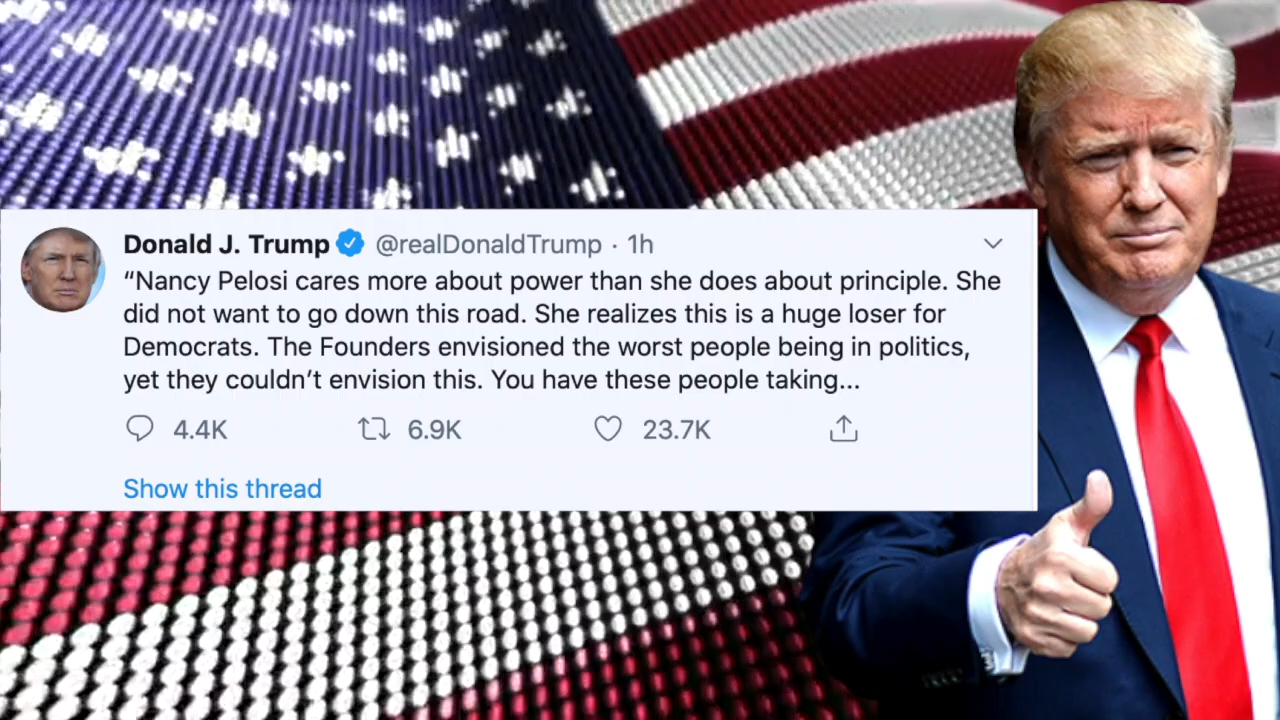 Donald J. Trump @realDonaldTrump · 1h
“Nancy Pelosi cares more about power than she does about principle. She
did not want to go down this road. She realizes this is a huge loser for
Democrats. The Founders envisioned the worst people being in politics,
yet they couldn’t envision this. You have these people taking...
4.4K 6.9K 23.7K
Show this thread